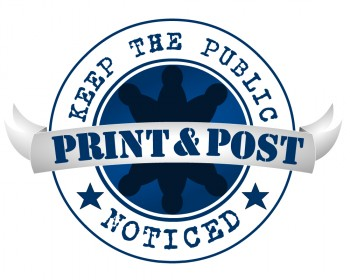 KEEP THE PUBLIC
PRINT & POST
NOTICED